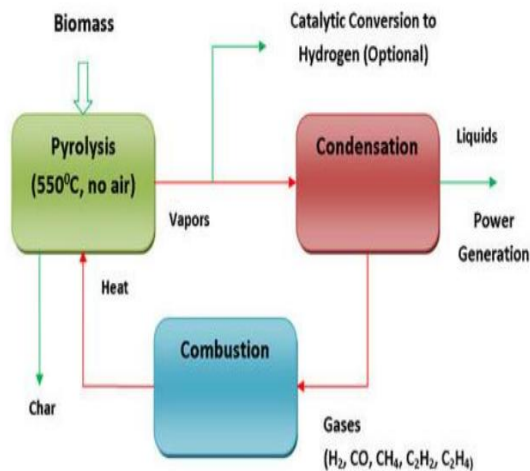 Biomass
Catalytic Conversion to
Hydrogen (Optional)
Pyrolysis
(550⁰C, no air)
Vapors
Condensation
Liquids
Power
Generation
Heat
Combustion
Char
Gases
(H₂, CO, CH₄, C₂H₂, C₂H₄)